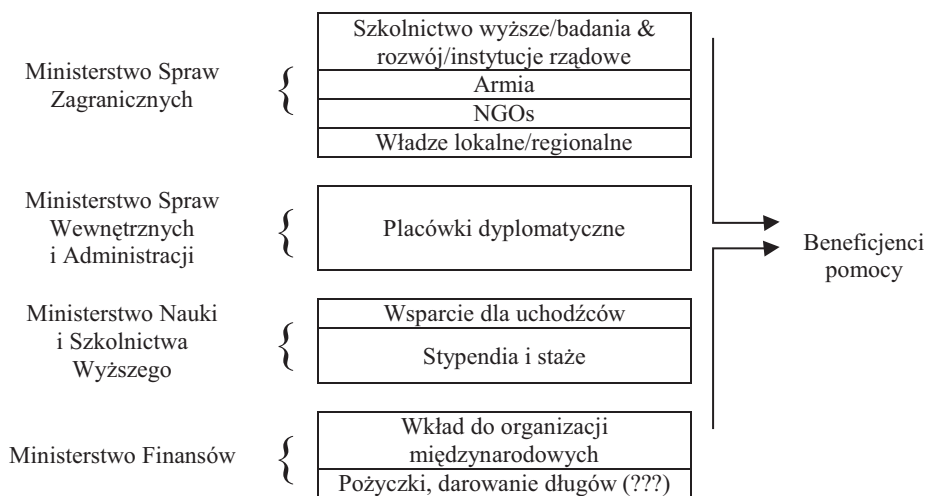 Ministerstwo Spraw
Zagranicznych
Szkolnictwo wyższe/badania &
rozwój/instytucje rządowe
Armia
NGOs
Władze lokalne/regionalne
Ministerstwo Spraw
Wewnętrznych
i Administracji
Placówki dyplomatyczne
Beneficjenci
pomocy
Ministerstwo Nauki
i Szkolnictwa
Wyższego
Wsparcie dla uchodźców
Stypendia i staże
Ministerstwo Finansów
Wkład do organizacji
międzynarodowych
Pożyczki, darowanie długów (???)